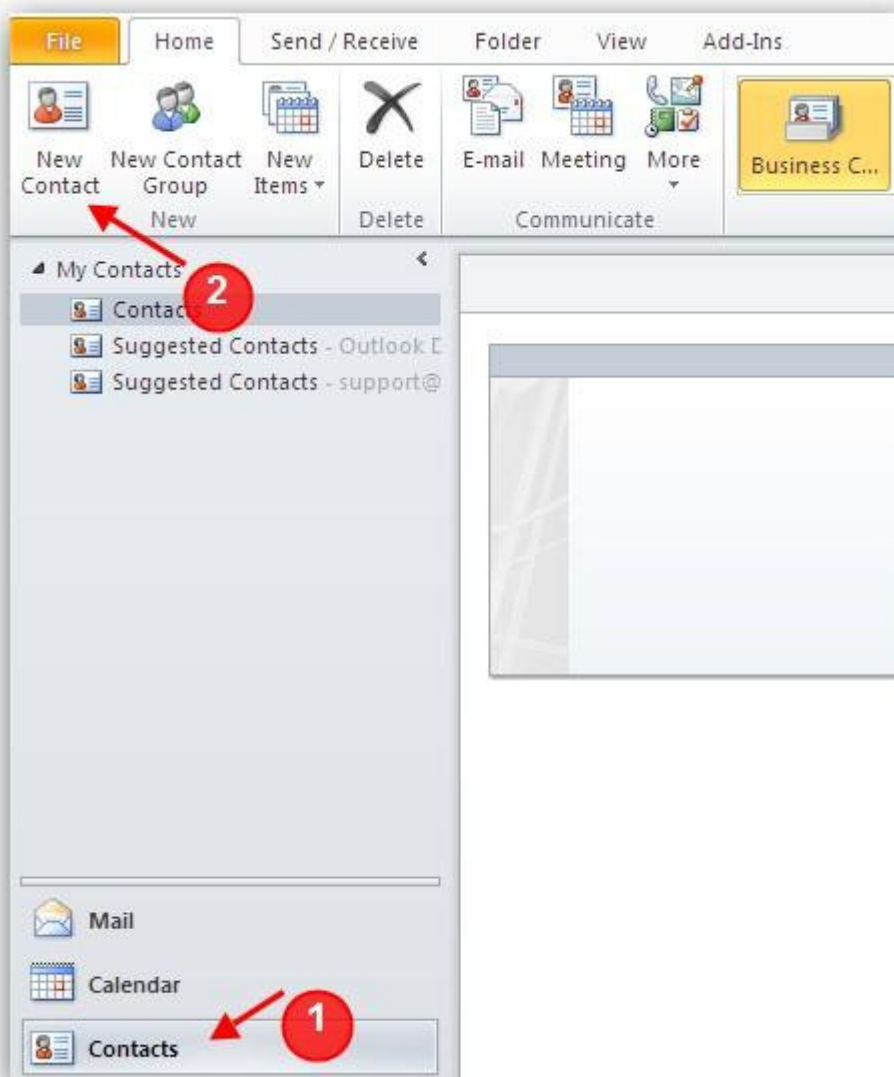 File Home Send / Receive Folder View Add-Ins
New Contact
New Contact Group
New Items
Delete
E-mail
Meeting
More
Business C...
New
Delete
Communicate
My Contacts
2
Contacts
Suggested Contacts - Outlook D
Suggested Contacts - support@
Mail
Calendar
1
Contacts